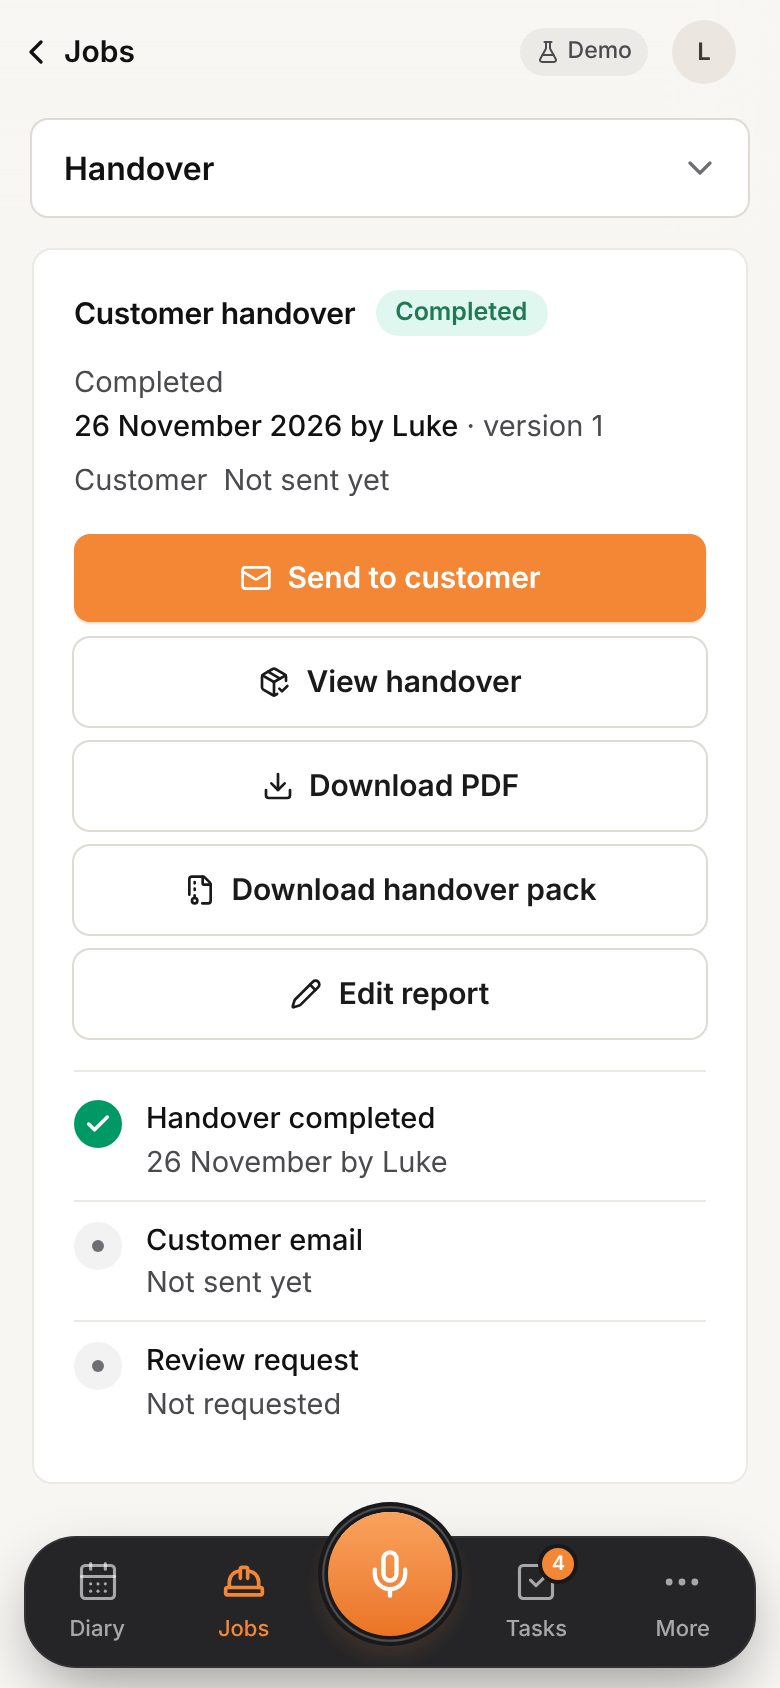 Jobs
Demo
L
Handover
Customer handover
Completed
Completed
26 November 2026 by Luke · version 1
Customer Not sent yet
Send to customer
View handover
Download PDF
Download handover pack
Edit report
Handover completed
26 November by Luke
Customer email
Not sent yet
Review request
Not requested
4
Diary
Jobs
Tasks
More